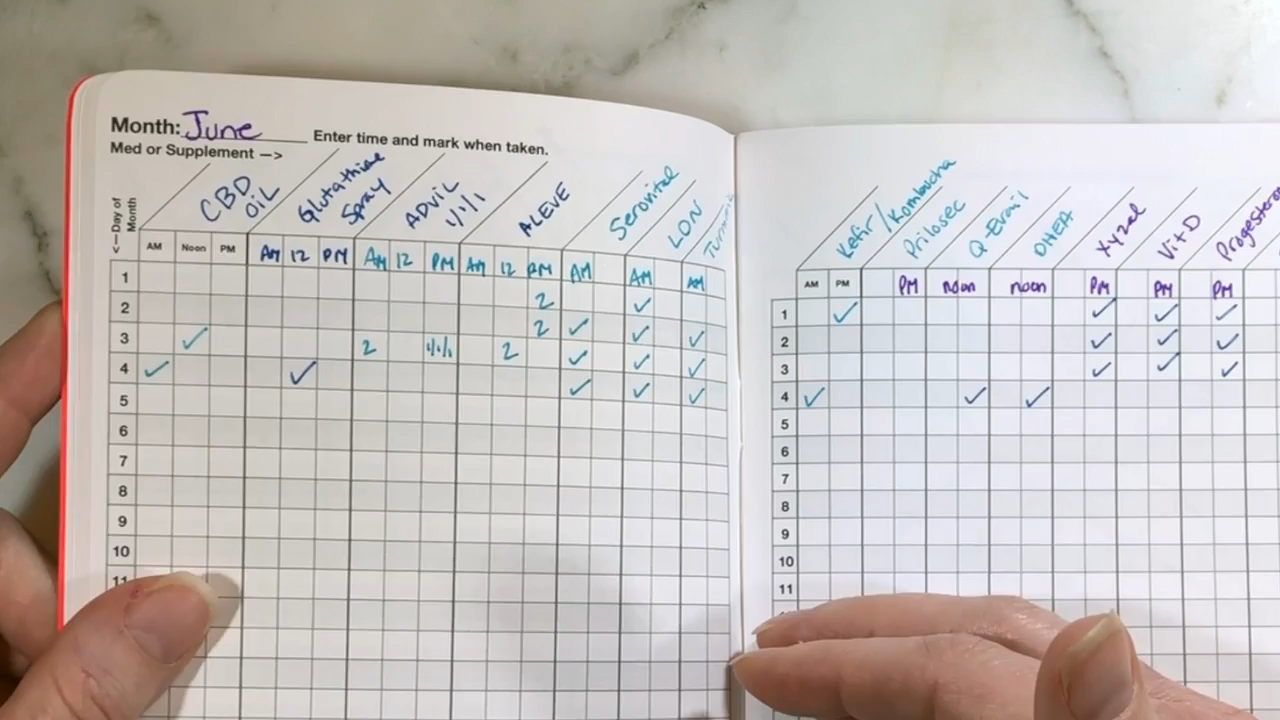 Month: June Enter time and mark when taken.
Med or Supplement —>
<— Day of Month
CBD OIL
Glutathione Spray
ADVIL 1/1/1
ALEVE
Serovital
LDN
Turmeric
AM Noon PM AM 12 PM AM 12 PM AM 12 PM AM AM AM
1 2 ✓
2 2 ✓ ✓ ✓
3 ✓ 2 1/1/1 2 ✓ ✓ ✓
4 ✓ ✓ ✓ ✓ ✓
5
6
7
8
9
10
11
Kefir/Kombucha
Prilosec
DHEA
Xyzal
Vit D
AM PM PM noon noon PM PM PM
1 ✓ ✓ ✓ ✓
2 ✓ ✓ ✓
3 ✓ ✓ ✓
4 ✓ ✓ ✓
5
6
7
8
9
10
11